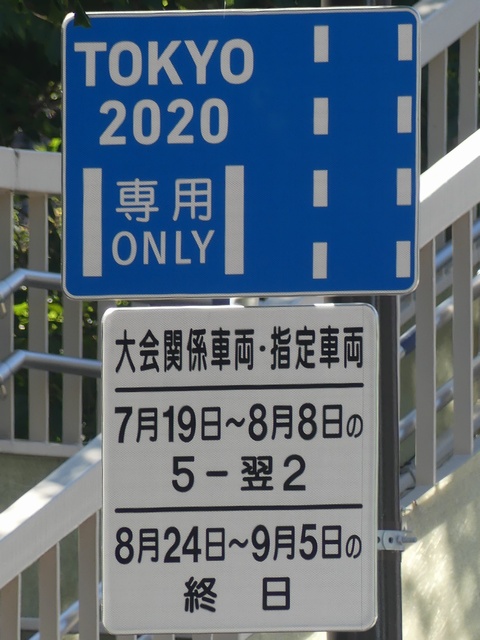 TOKYO
2020
専用
ONLY
大会関係車両・指定車両
7月19日~8月8日の
5-翌2
8月24日~9月5日の
終日